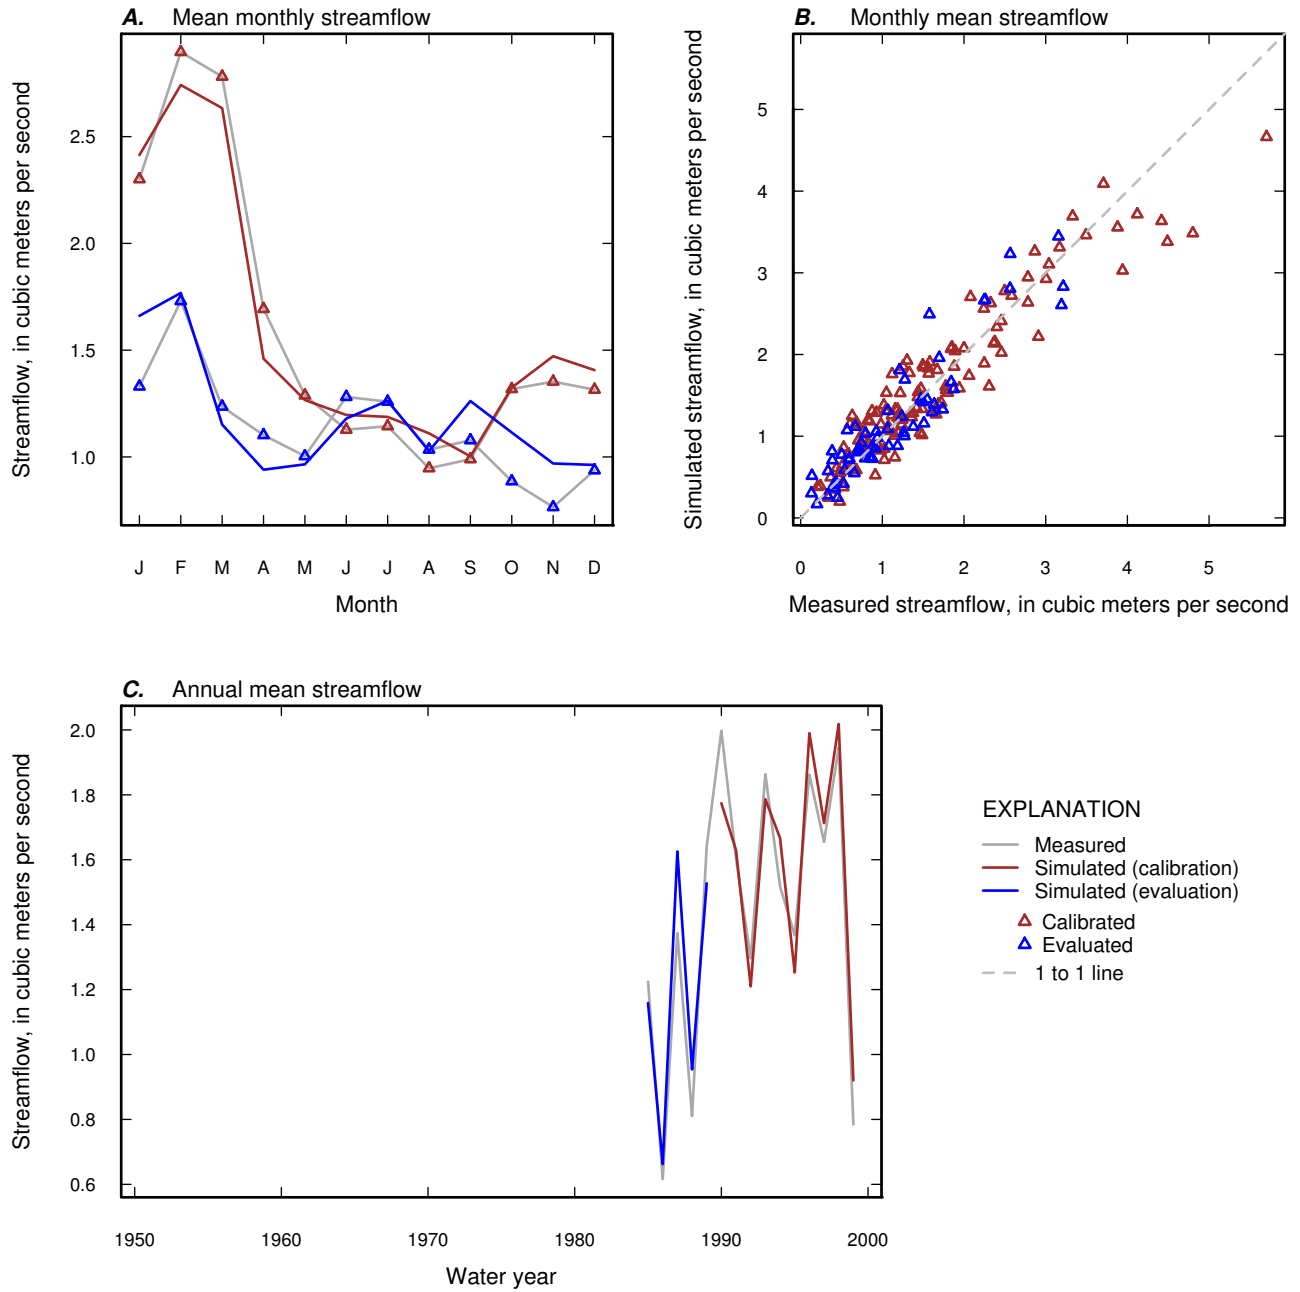 A. Mean monthly streamflow
Streamflow, in cubic meters per second
2.5
2.0
1.5
1.0
J F M A M J J A S O N D
Month
B. Monthly mean streamflow
Simulated streamflow, in cubic meters per second
5
4
3
2
1
0
0 1 2 3 4 5
Measured streamflow, in cubic meters per second
C. Annual mean streamflow
Streamflow, in cubic meters per second
2.0
1.8
1.6
1.4
1.2
1.0
0.8
0.6
1950 1960 1970 1980 1990 2000
Water year
EXPLANATION
Measured
Simulated (calibration)
Simulated (evaluation)
Calibrated
Evaluated
1 to 1 line